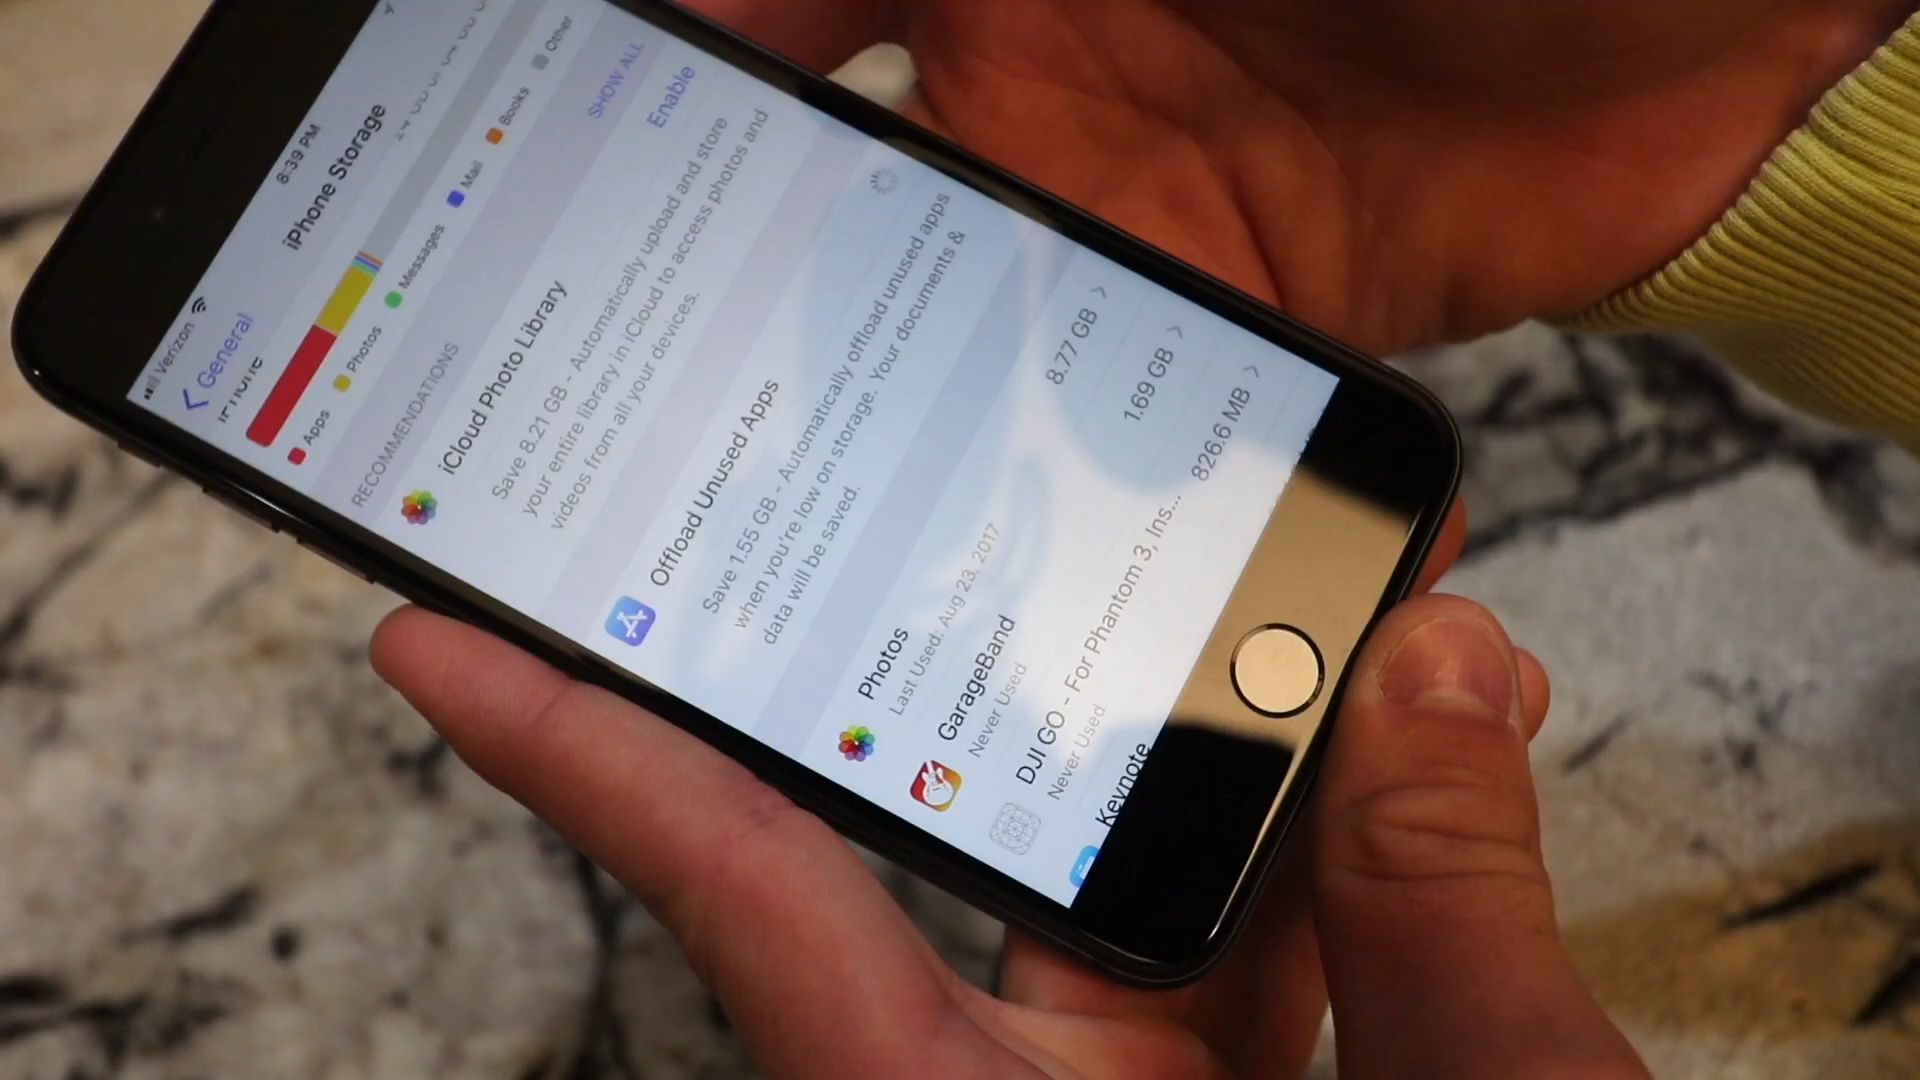 Verizon 8:39 PM
General iPhone Storage
Apps Photos Messages Mail Books Other
RECOMMENDATIONS SHOW ALL
iCloud Photo Library Enable
Save 8.21 GB - Automatically upload and store
your entire library in iCloud to access photos and
videos from all your devices.
Offload Unused Apps
Save 1.55 GB - Automatically offload unused apps
when you're low on storage. Your documents &
data will be saved.
Photos 8.77 GB
Last Used: Aug 23, 2017
GarageBand 1.69 GB
Never Used
DJI GO - For Phantom 3, Ins... 826.6 MB
Never Used
Keynote